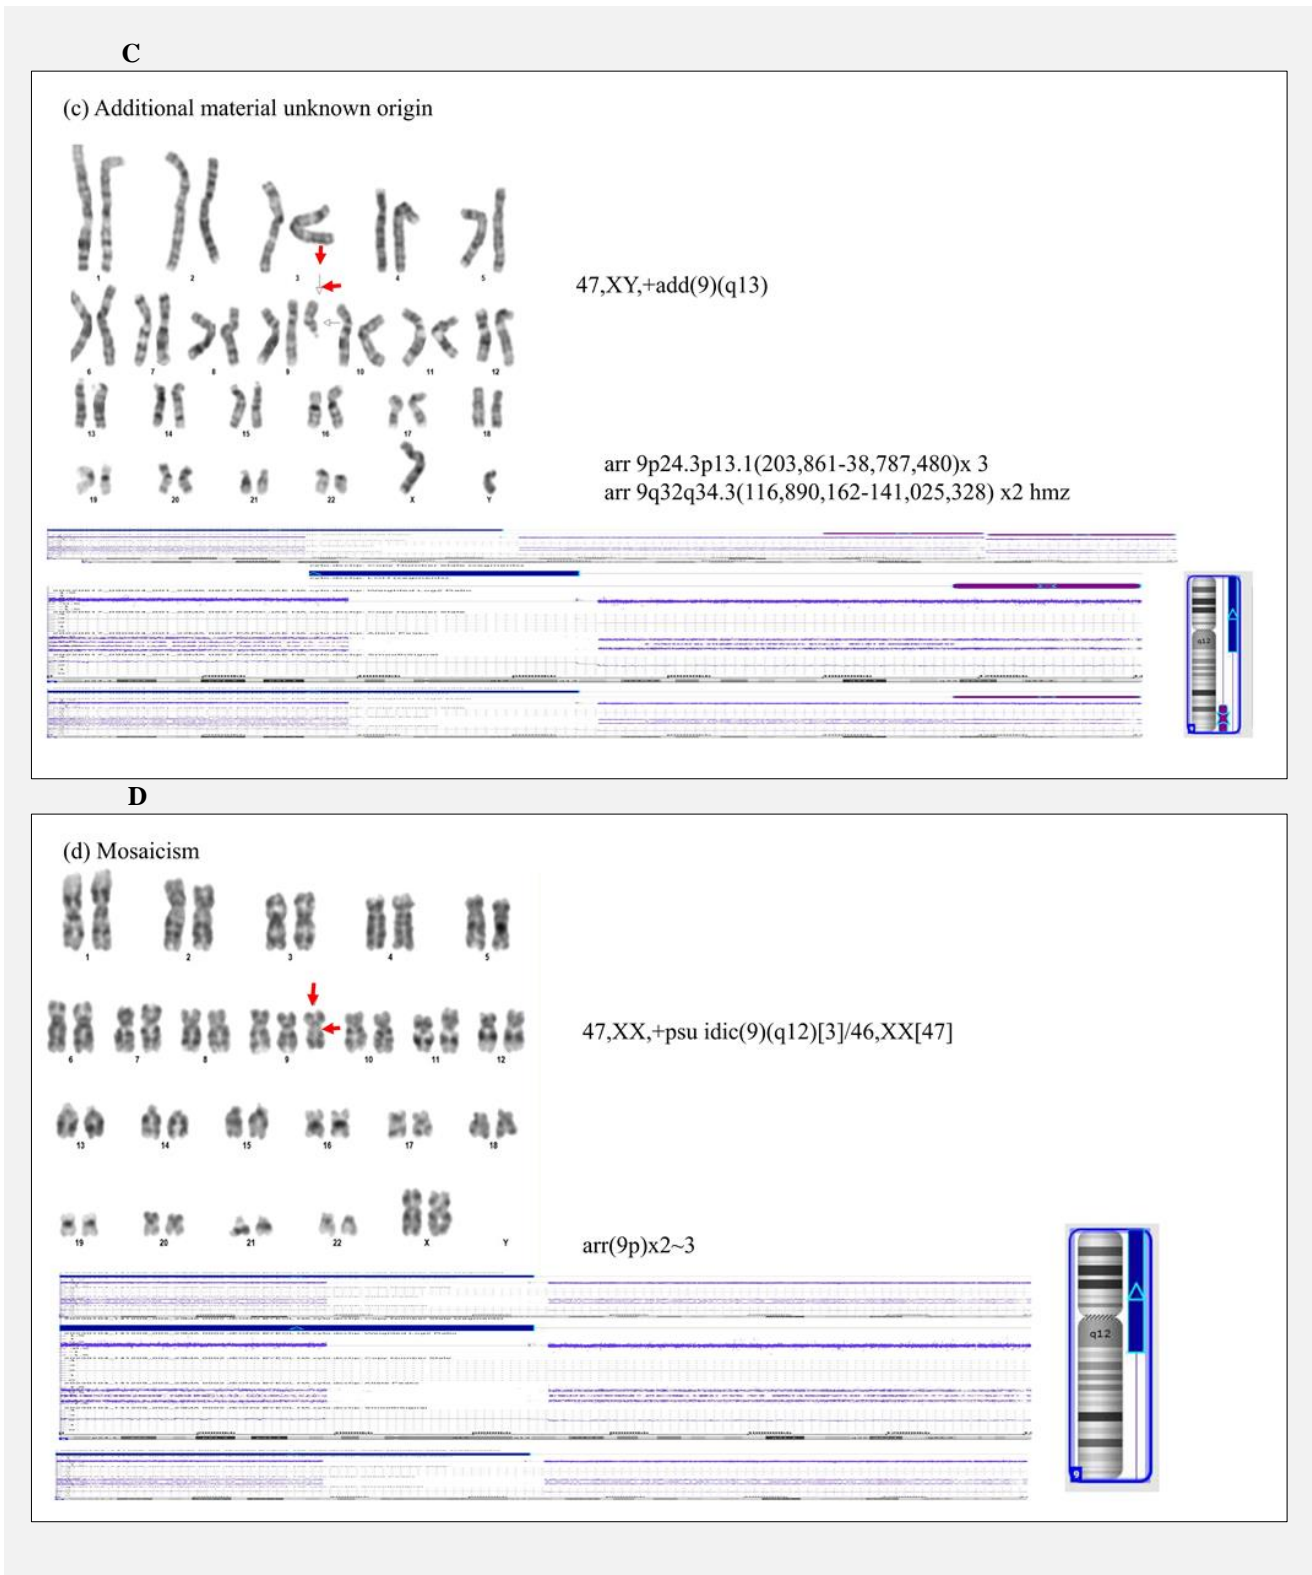 C
(c) Additional material unknown origin
1 2 3 4 5
47,XY,+add(9)(q13)
6 7 8 9 10 11 12
13 14 15 16 17 18
arr 9p24.3p13.1(203,861-38,787,480)x 3
19 20 21 22 X Y
arr 9q32q34.3(116,890,162-141,025,328) x2 hmz
q12
9
D
(d) Mosaicism
1 2 3 4 5
47,XX,+psu idic(9)(q12)[3]/46,XX[47]
6 7 8 9 10 11 12
13 14 15 16 17 18
19 20 21 22 X Y
arr(9p)x2~3
q12
9